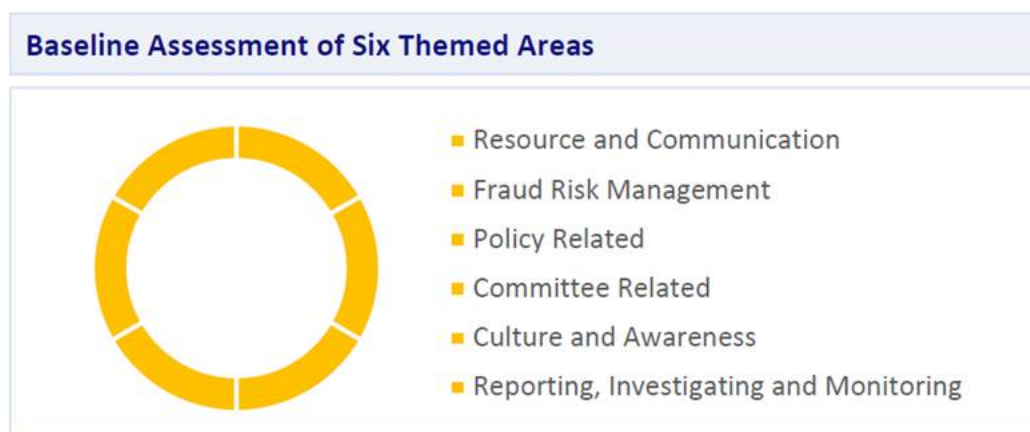 Baseline Assessment of Six Themed Areas
Resource and Communication
Fraud Risk Management
Policy Related
Committee Related
Culture and Awareness
Reporting, Investigating and Monitoring